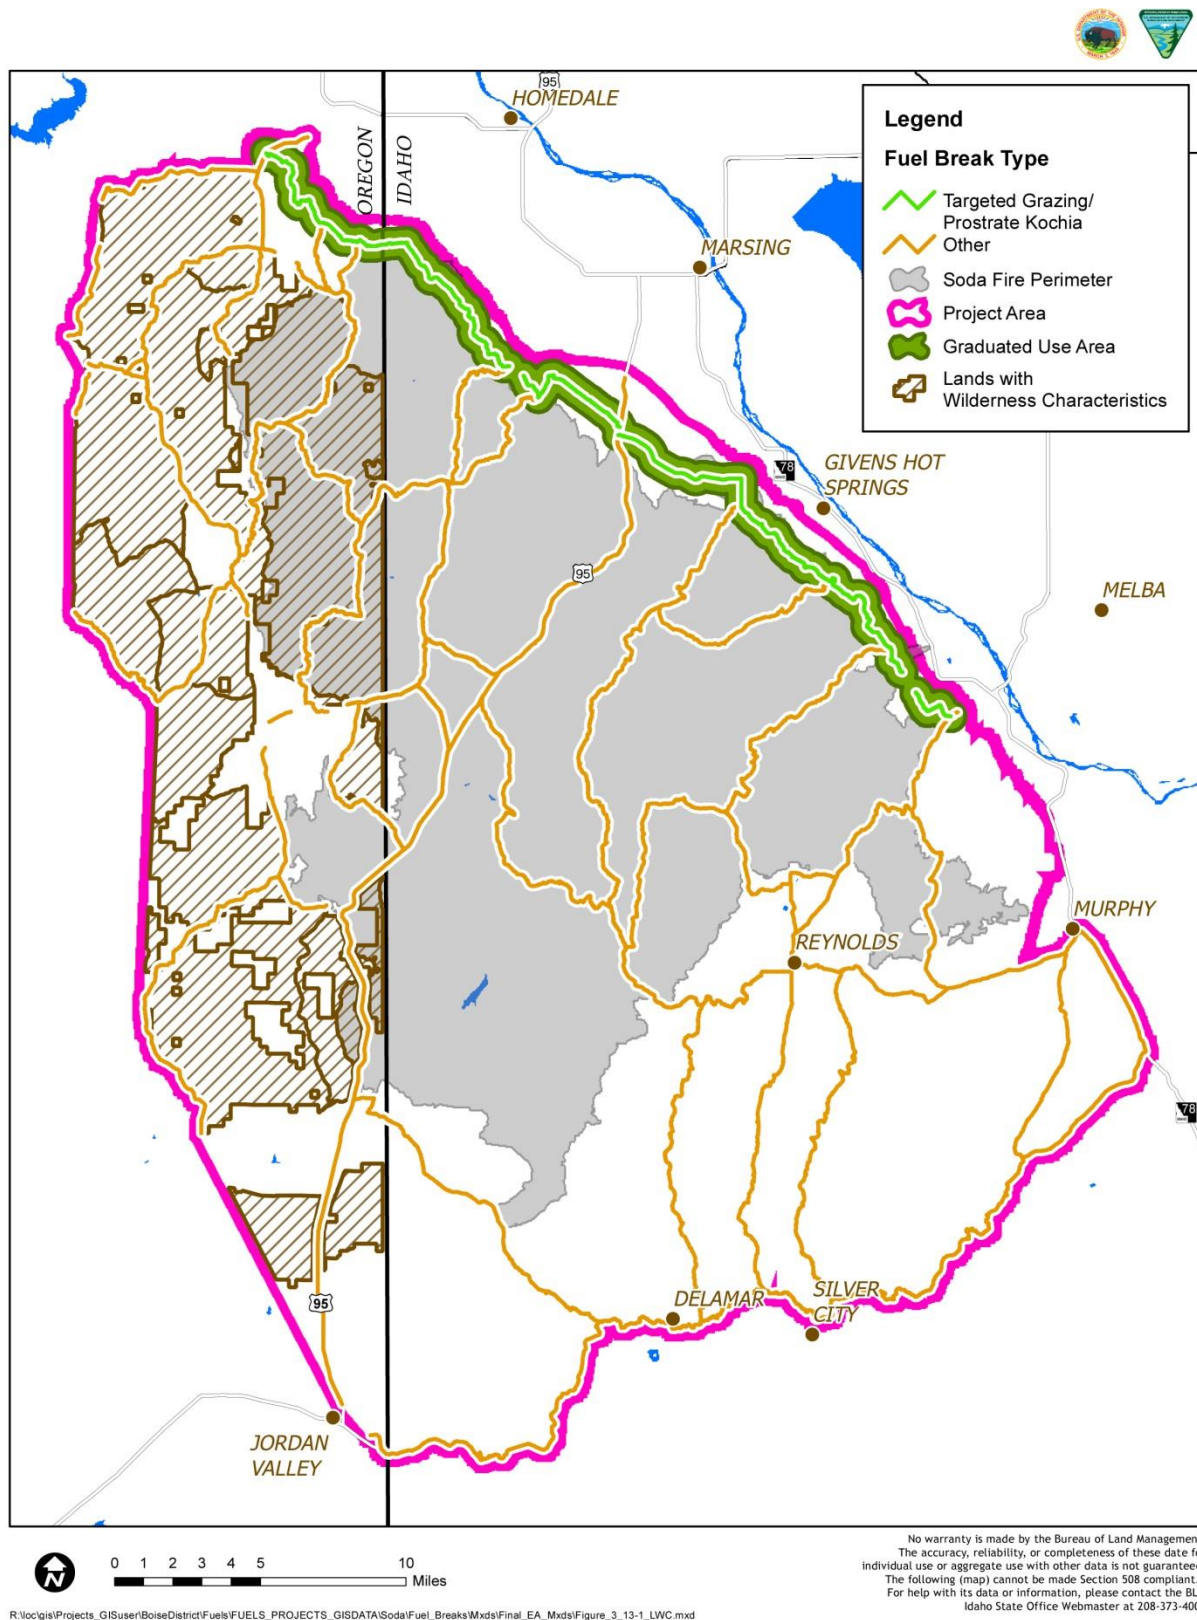 95
HOMEDALE
OREGON
IDAHO
MARSING
Legend
Fuel Break Type
Targeted Grazing/
Prostrate Kochia
Other
Soda Fire Perimeter
Project Area
Graduated Use Area
Lands with
Wilderness Characteristics
78
GIVENS HOT
SPRINGS
95
MELBA
MURPHY
REYNOLDS
78
95
DELAMAR
SILVER
CITY
JORDAN
VALLEY
N
0 1 2 3 4 5 10
Miles
No warranty is made by the Bureau of Land Managemen
The accuracy, reliability, or completeness of these date fo
individual use or aggregate use with other data is not guarantee
The following (map) cannot be made Section 508 compliant.
For help with its data or information, please contact the BL
Idaho State Office Webmaster at 208-373-40
R:\loc\gis\Projects_GISuser\BoiseDistrict\Fuels\FUELS_PROJECTS_GISDATA\Soda\Fuel_Breaks\Mxds\Final_EA_Mxds\Figure_3_13-1_LWC.mxd